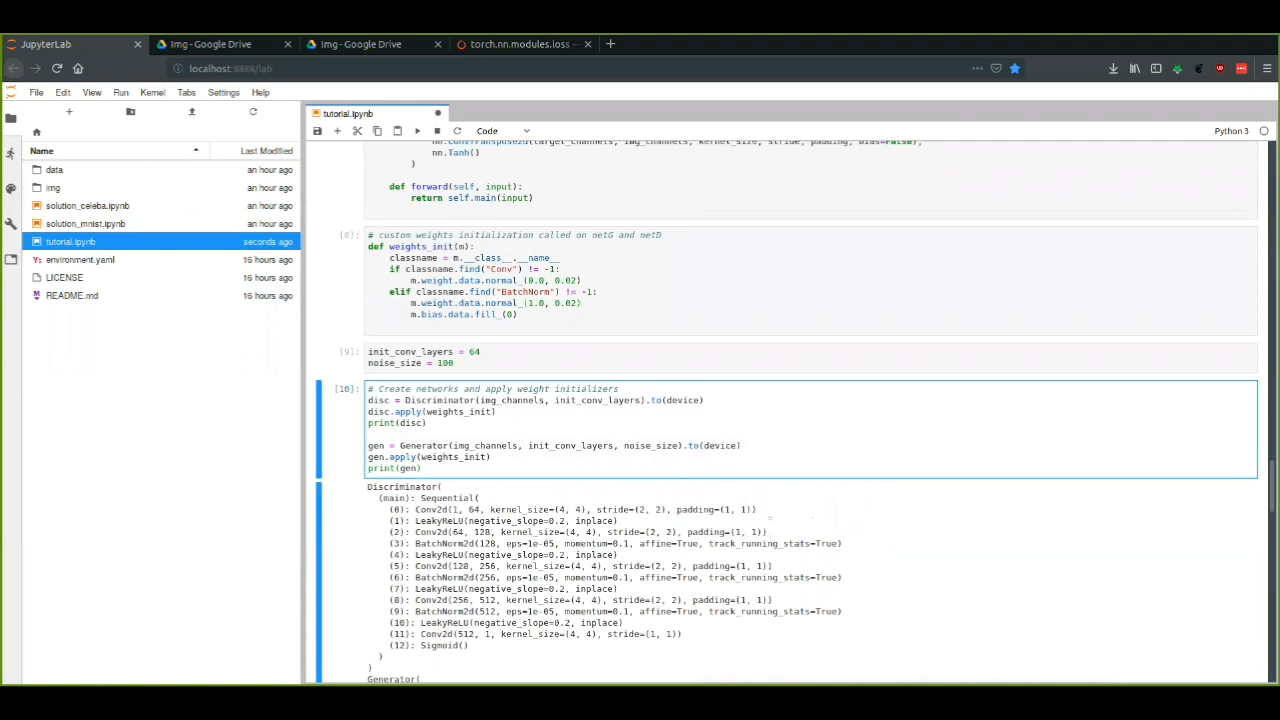 JupyterLab
Img - Google Drive
Img - Google Drive
torch.nn.modules.loss —
localhost:8888/lab
File Edit View Run Kernel Tabs Settings Help
tutorial.ipynb
Code
Python 3
Name Last Modified
data an hour ago
img an hour ago
solution_celeba.ipynb an hour ago
solution_mnist.ipynb an hour ago
tutorial.ipynb seconds ago
environment.yaml 16 hours ago
LICENSE 16 hours ago
README.md 16 hours ago
nn.ConvTranspose2d(target_channels, img_channels, kernel_size, stride, padding, bias=False),
nn.Tanh()
)
def forward(self, input):
return self.main(input)
[8]: # custom weights initialization called on netG and netD
def weights_init(m):
classname = m.__class__.__name__
if classname.find("Conv") != -1:
m.weight.data.normal_(0.0, 0.02)
elif classname.find("BatchNorm") != -1:
m.weight.data.normal_(1.0, 0.02)
m.bias.data.fill_(0)
[9]: init_conv_layers = 64
noise_size = 100
[10]: # Create networks and apply weight initializers
disc = Discriminator(img_channels, init_conv_layers).to(device)
disc.apply(weights_init)
print(disc)
gen = Generator(img_channels, init_conv_layers, noise_size).to(device)
gen.apply(weights_init)
print(gen)
Discriminator(
(main): Sequential(
(0): Conv2d(1, 64, kernel_size=(4, 4), stride=(2, 2), padding=(1, 1))
(1): LeakyReLU(negative_slope=0.2, inplace)
(2): Conv2d(64, 128, kernel_size=(4, 4), stride=(2, 2), padding=(1, 1))
(3): BatchNorm2d(128, eps=1e-05, momentum=0.1, affine=True, track_running_stats=True)
(4): LeakyReLU(negative_slope=0.2, inplace)
(5): Conv2d(128, 256, kernel_size=(4, 4), stride=(2, 2), padding=(1, 1))
(6): BatchNorm2d(256, eps=1e-05, momentum=0.1, affine=True, track_running_stats=True)
(7): LeakyReLU(negative_slope=0.2, inplace)
(8): Conv2d(256, 512, kernel_size=(4, 4), stride=(2, 2), padding=(1, 1))
(9): BatchNorm2d(512, eps=1e-05, momentum=0.1, affine=True, track_running_stats=True)
(10): LeakyReLU(negative_slope=0.2, inplace)
(11): Conv2d(512, 1, kernel_size=(4, 4), stride=(1, 1))
(12): Sigmoid()
)
)
Generator(